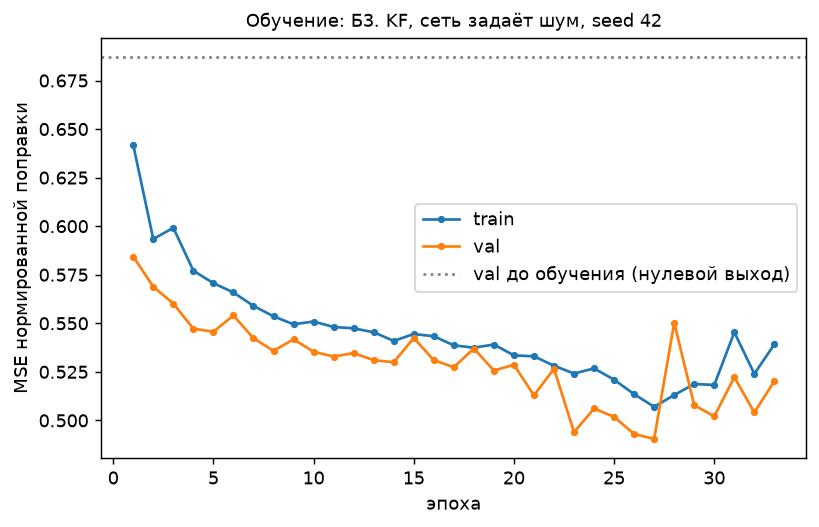 Обучение: Б3. KF, сеть задаёт шум, seed 42
MSE нормированной поправки
0.675
0.650
0.625
0.600
0.575
0.550
0.525
0.500
train
val
val до обучения (нулевой выход)
0
5
10
15
20
25
30
эпоха